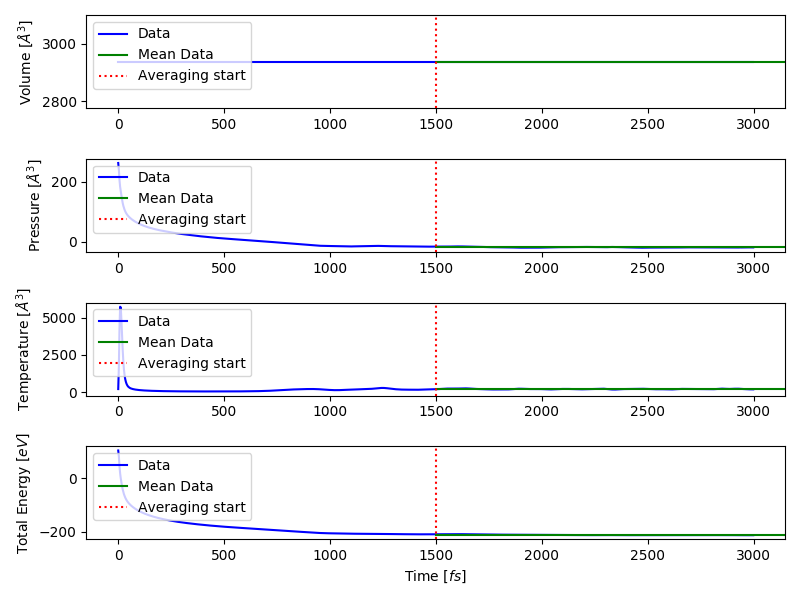 Volume [Å³]
3000
2800
Data
Mean Data
Averaging start
0 500 1000 1500 2000 2500 3000
Pressure [Å³]
200
0
Data
Mean Data
Averaging start
0 500 1000 1500 2000 2500 3000
Temperature [Å³]
5000
2500
0
Data
Mean Data
Averaging start
0 500 1000 1500 2000 2500 3000
Total Energy [eV]
0
−200
Data
Mean Data
Averaging start
0 500 1000 1500 2000 2500 3000
Time [fs]